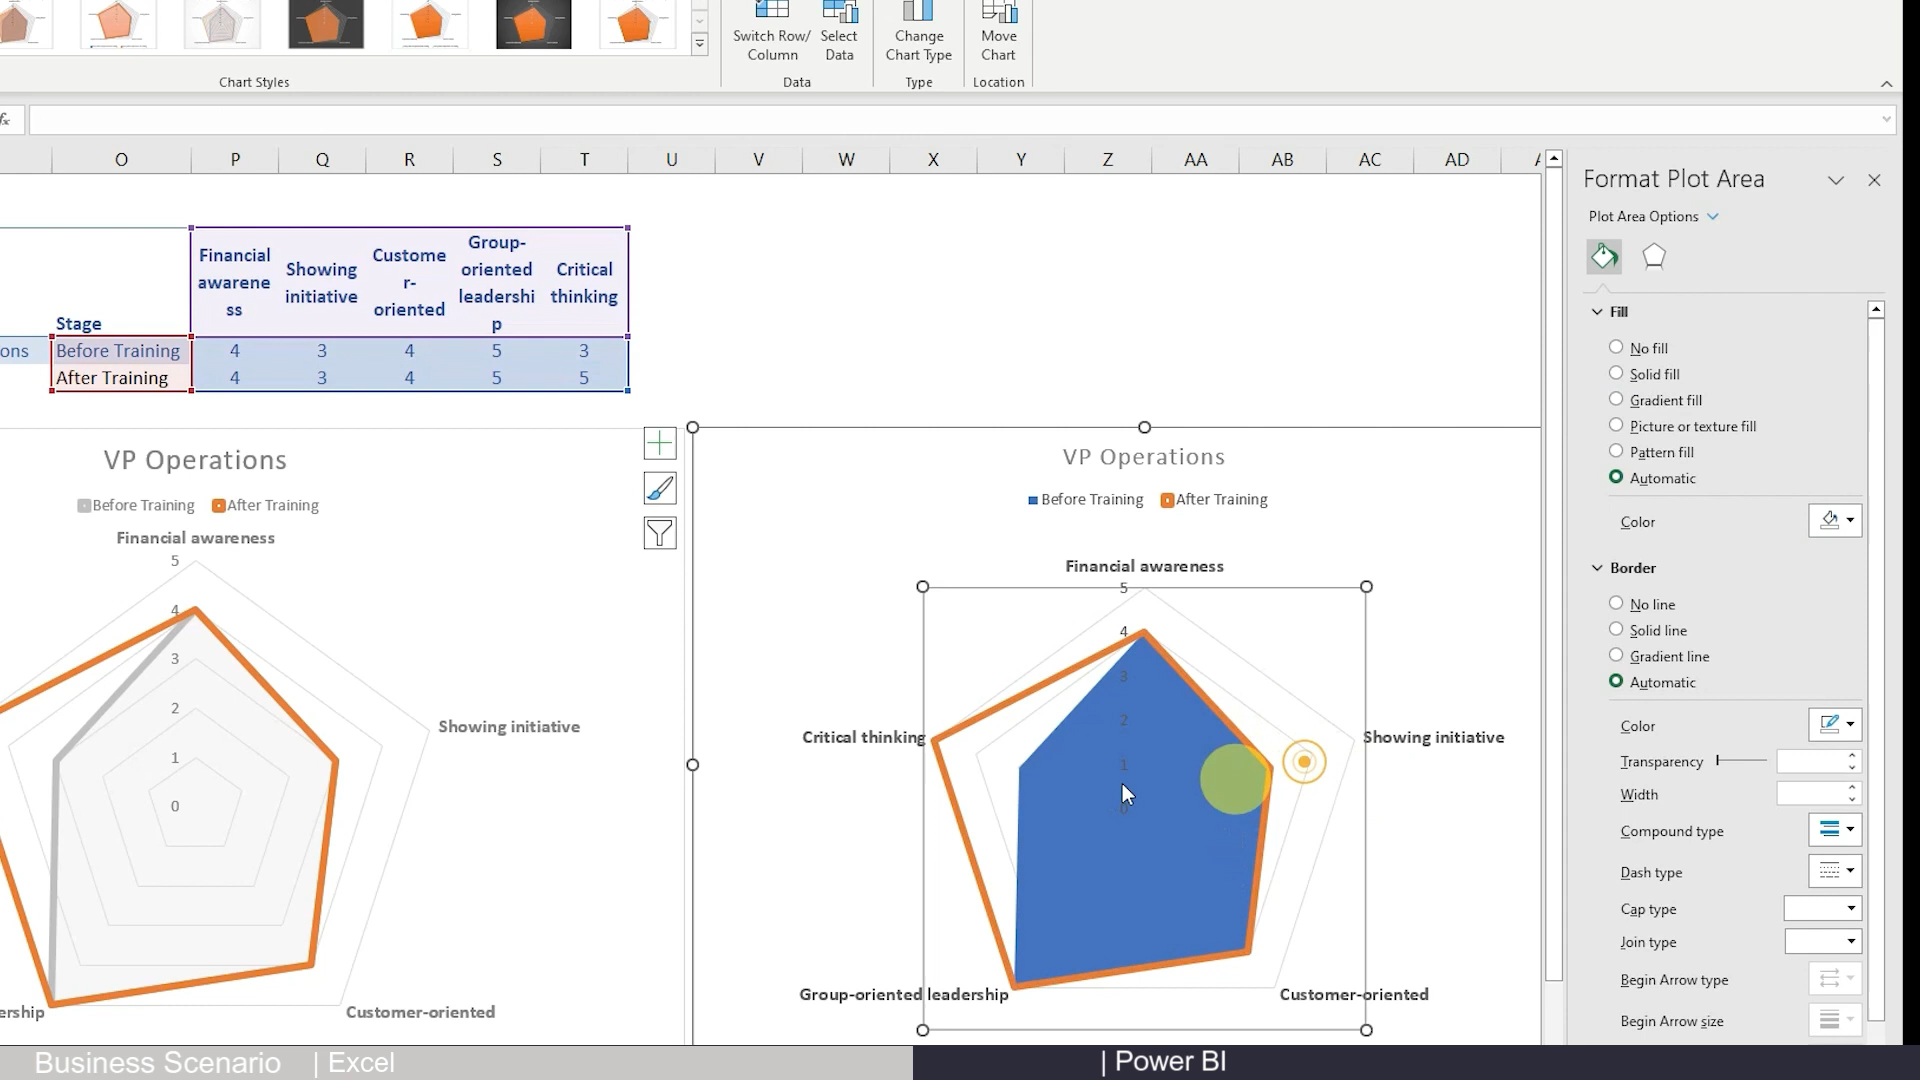 Switch Row/
Column
Select
Data
Change
Chart Type
Move
Chart
Chart Styles
Data
Type
Location
fx
O P Q R S T U V W X Y Z AA AB AC AD
Stage
Financial
awarene
ss
Showing
initiative
Custome
r-
oriented
Group-
oriented
leadershi
p
Critical
thinking
ons Before Training 4 3 4 5 3
After Training 4 3 4 5 5
VP Operations
Before Training After Training
Financial awareness
5
4
3
2
1
0
Showing initiative
Customer-oriented
ership
VP Operations
Before Training After Training
Financial awareness
5
4
3
2
1
0
Critical thinking
Showing initiative
Group-oriented leadership
Customer-oriented
Format Plot Area
Plot Area Options
Fill
No fill
Solid fill
Gradient fill
Picture or texture fill
Pattern fill
Automatic
Color
Border
No line
Solid line
Gradient line
Automatic
Color
Transparency
Width
Compound type
Dash type
Cap type
Join type
Begin Arrow type
Begin Arrow size
Business Scenario | Excel | Power BI